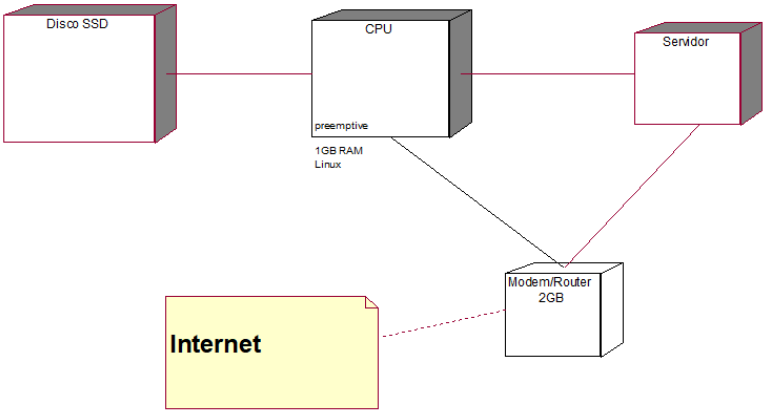 Disco SSD
CPU
Servidor
preemptive
1GB RAM
Linux
Modem/Router
2GB
Internet